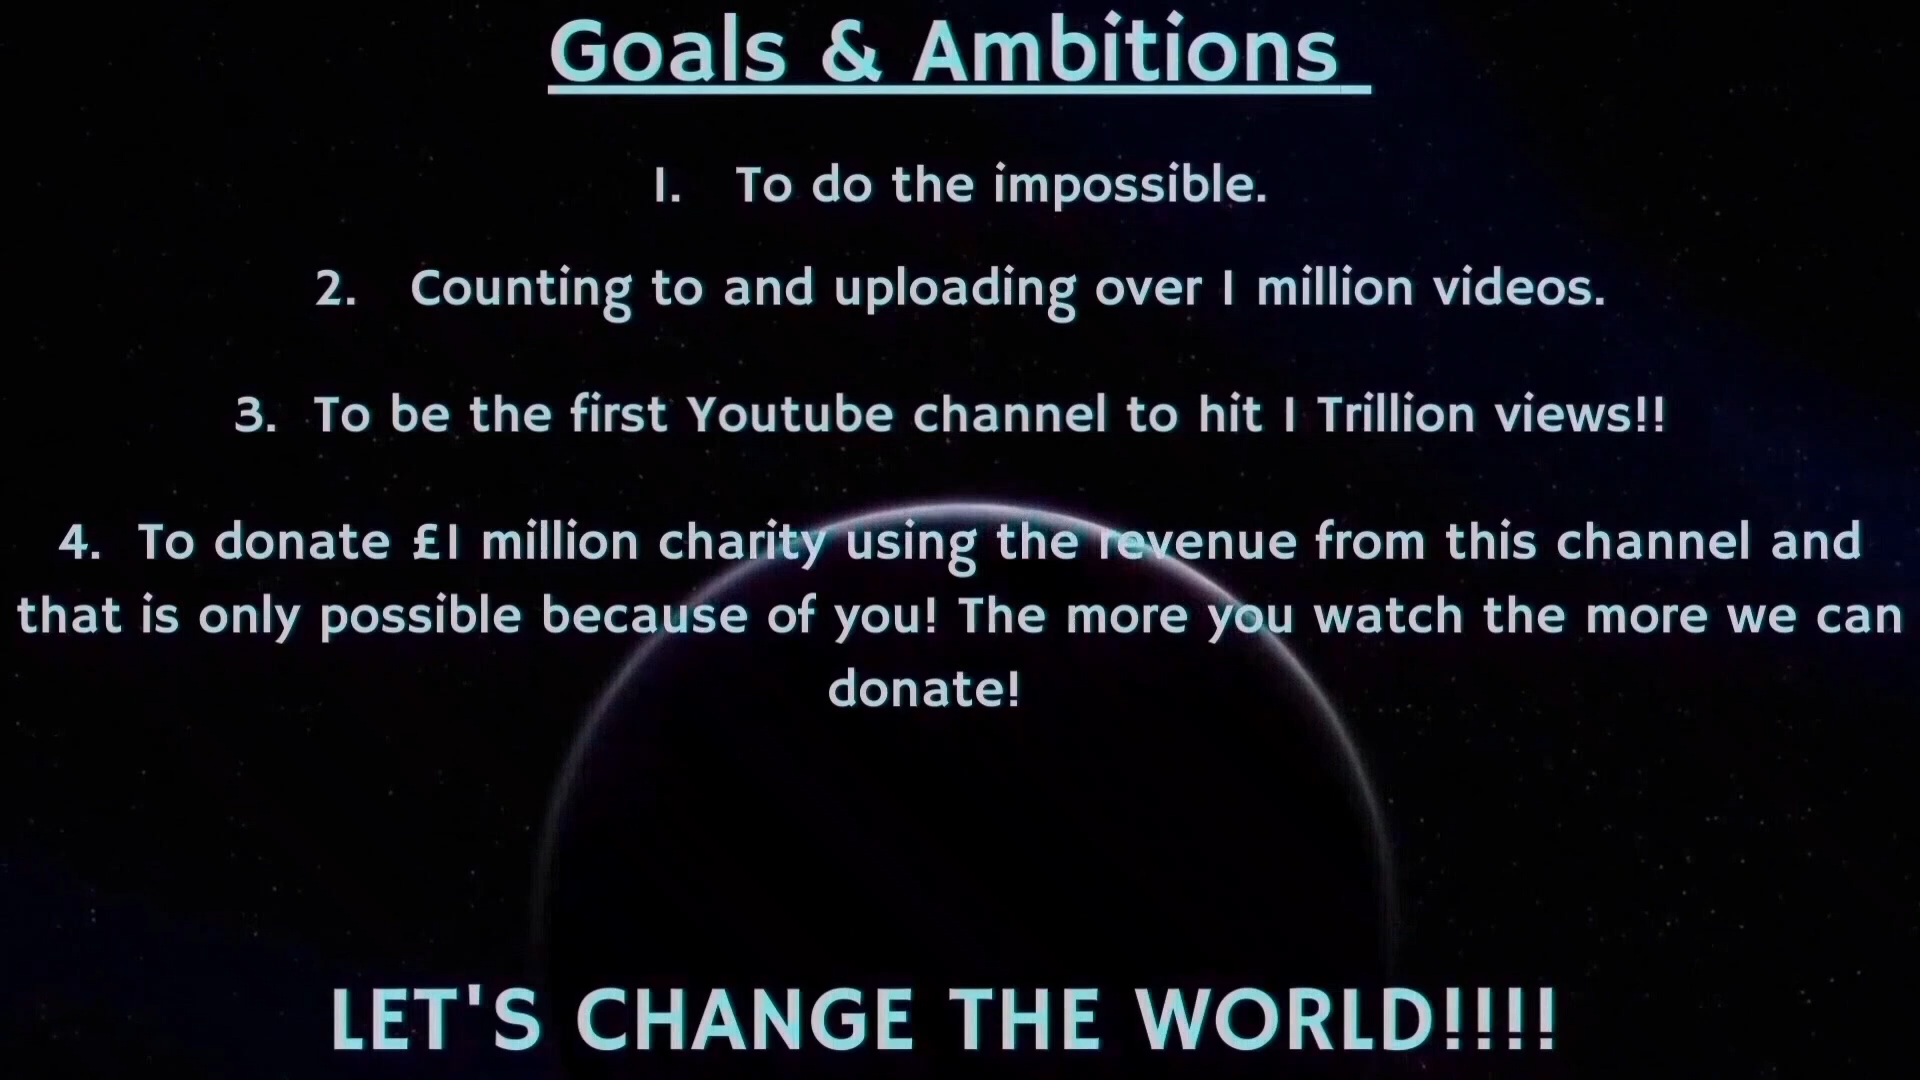 Goals & Ambitions
1. To do the impossible.
2. Counting to and uploading over 1 million videos.
3. To be the first Youtube channel to hit 1 Trillion views!!
4. To donate £1 million charity using the revenue from this channel and
that is only possible because of you! The more you watch the more we can
donate!
LET'S CHANGE THE WORLD!!!!